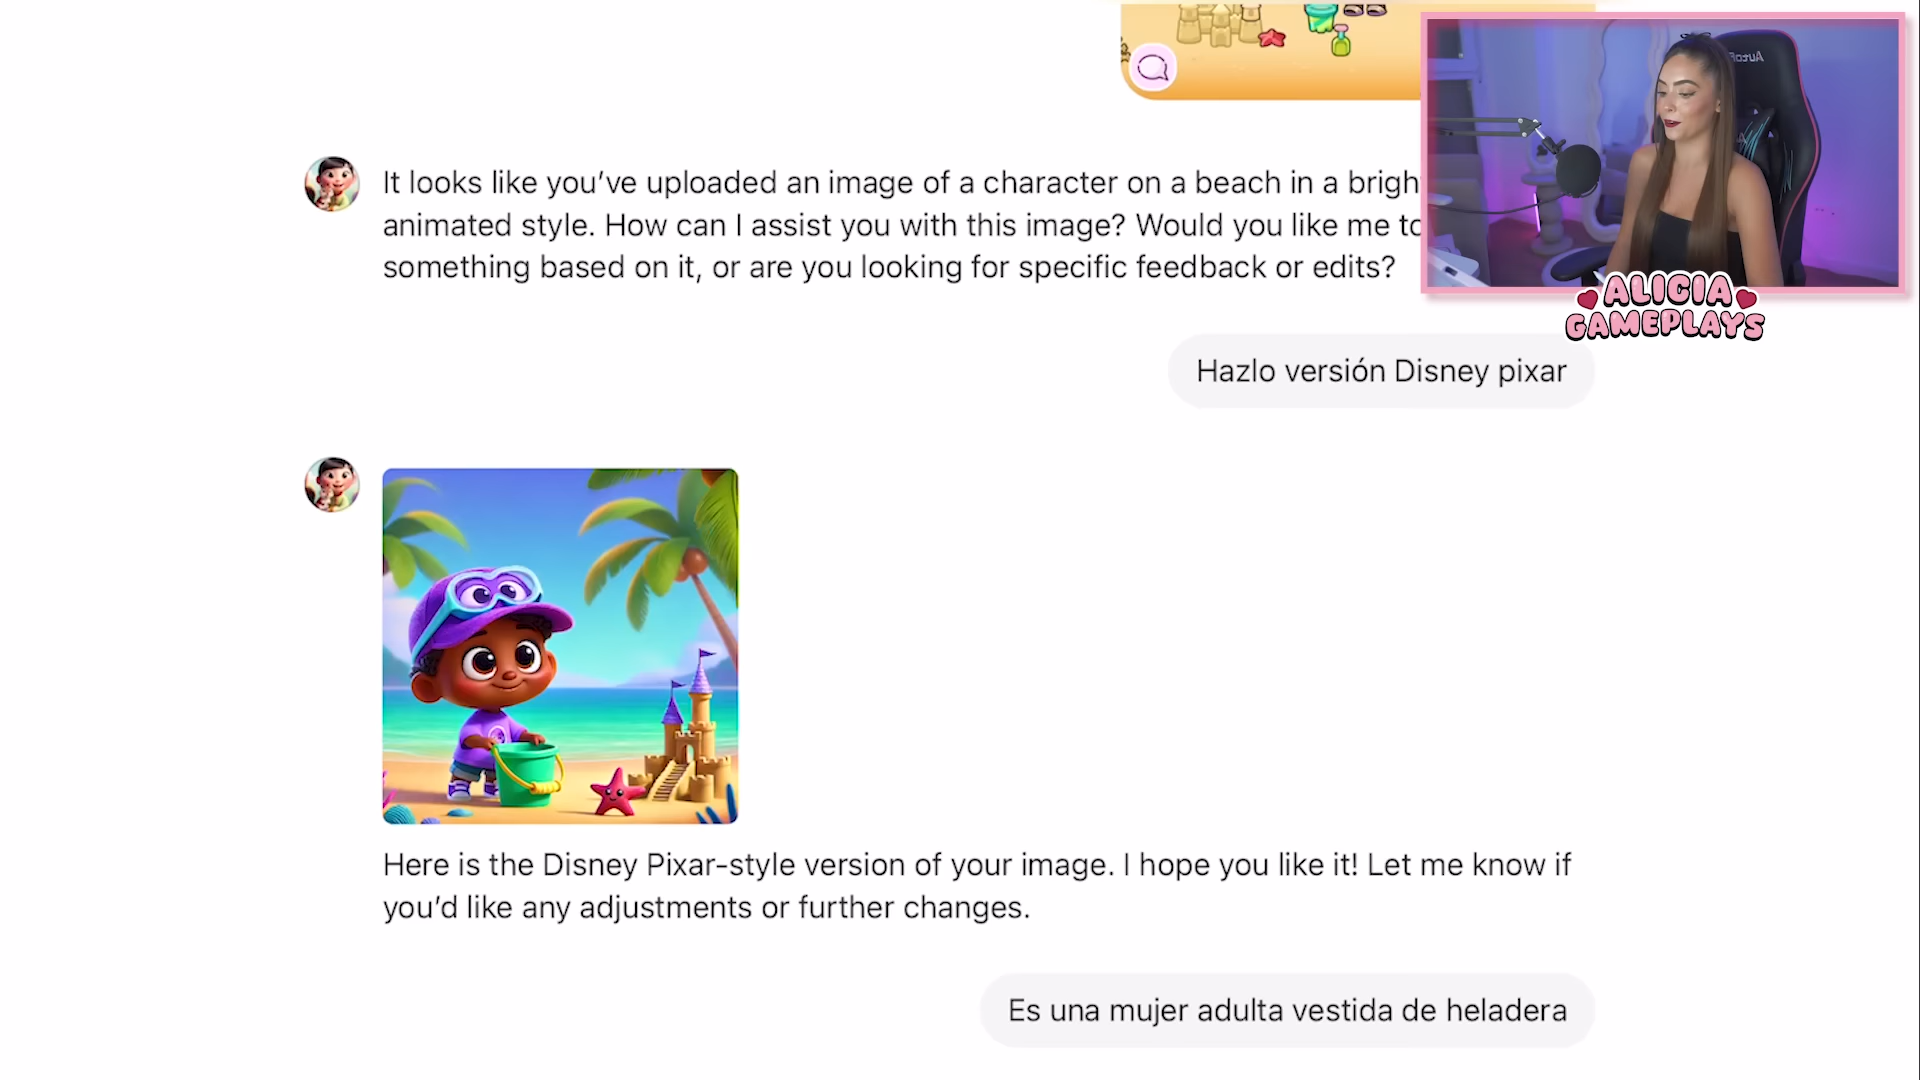 It looks like you've uploaded an image of a character on a beach in a brigh
animated style. How can I assist you with this image? Would you like me to
something based on it, or are you looking for specific feedback or edits?
ALICIA
GAMEPLAYS
Hazlo versión Disney pixar
Here is the Disney Pixar-style version of your image. I hope you like it! Let me know if
you'd like any adjustments or further changes.
Es una mujer adulta vestida de heladera